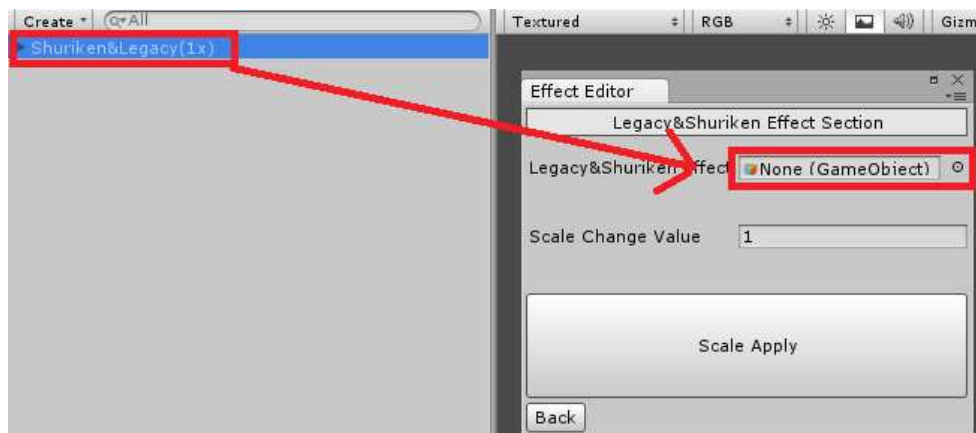 Create
All
Textured
RGB
Gizm
Shuriken&Legacy(1x)
Effect Editor
Legacy&Shuriken Effect Section
Legacy&Shuriken Effect
None (GameObject)
Scale Change Value
1
Scale Apply
Back